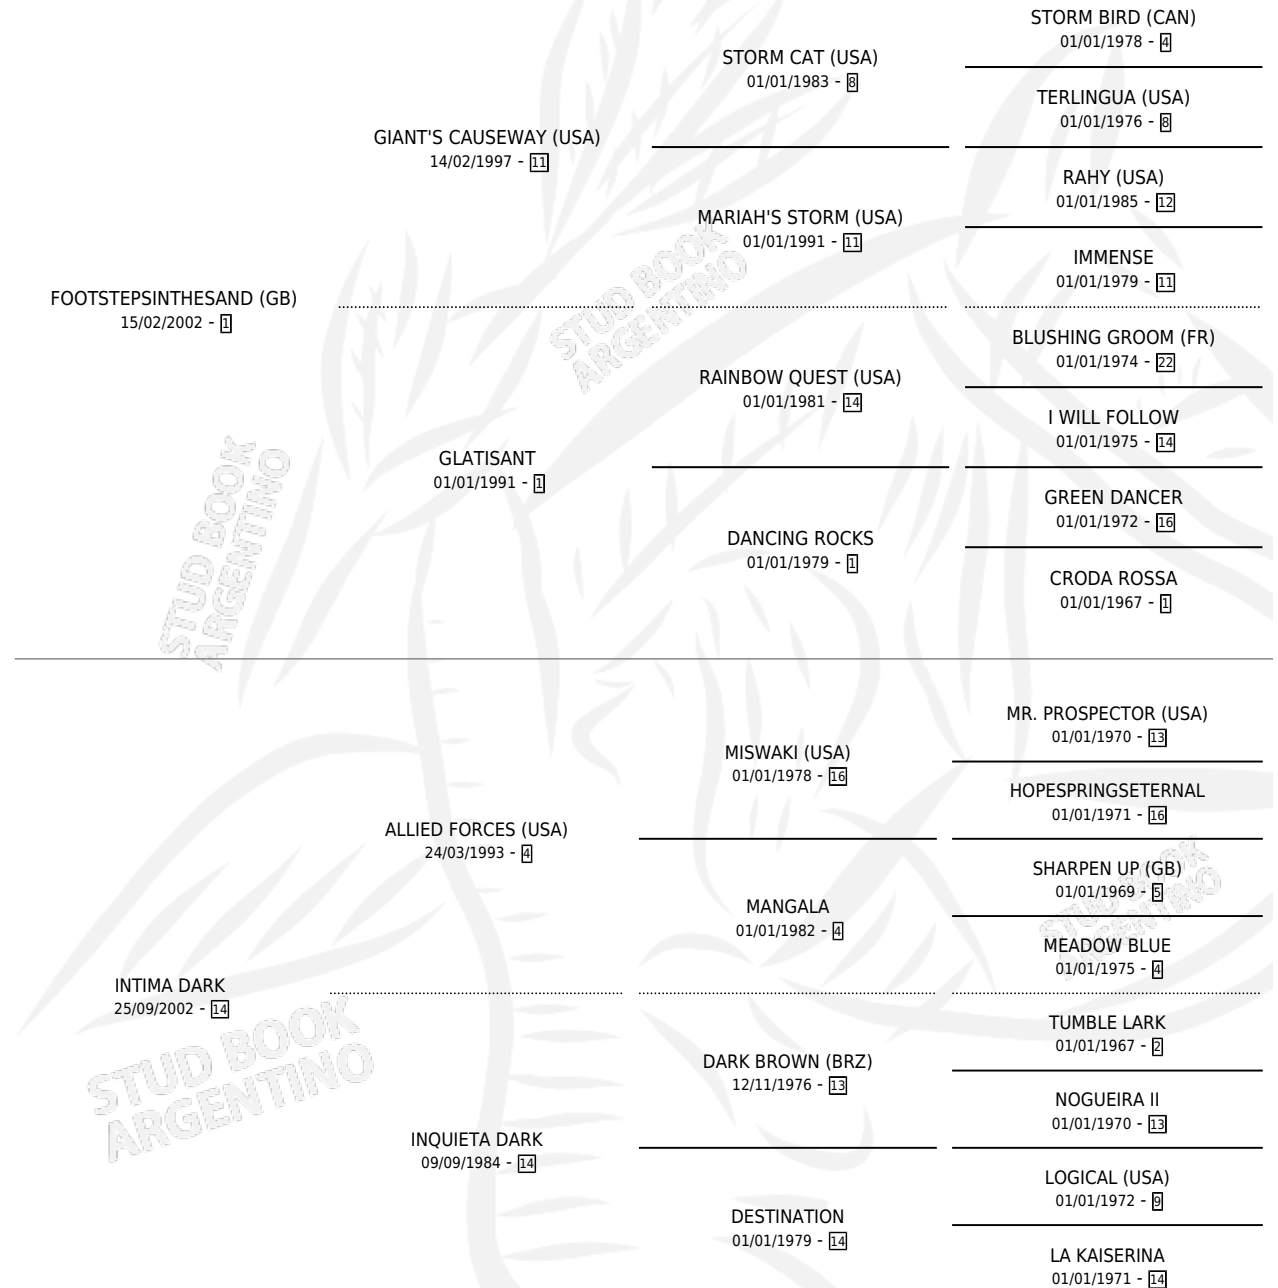 STORM BIRD (CAN)
01/01/1978 - 4
STORM CAT (USA)
01/01/1983 - 8
TERLINGUA (USA)
01/01/1976 - 8
GIANT'S CAUSEWAY (USA)
14/02/1997 - 11
RAHY (USA)
01/01/1985 - 12
MARIAH'S STORM (USA)
01/01/1991 - 11
IMMENSE
01/01/1979 - 11
FOOTSTEPSINTHESAND (GB)
15/02/2002 - 1
BLUSHING GROOM (FR)
01/01/1974 - 22
RAINBOW QUEST (USA)
01/01/1981 - 14
I WILL FOLLOW
01/01/1975 - 14
GLATISANT
01/01/1991 - 1
GREEN DANCER
01/01/1972 - 16
DANCING ROCKS
01/01/1979 - 1
CRODA ROSSA
01/01/1967 - 1
MR. PROSPECTOR (USA)
01/01/1970 - 13
MISWAKI (USA)
01/01/1978 - 16
HOPESPRINGSETERNAL
01/01/1971 - 16
ALLIED FORCES (USA)
24/03/1993 - 4
SHARPEN UP (GB)
01/01/1969 - 5
MANGALA
01/01/1982 - 4
MEADOW BLUE
01/01/1975 - 4
INTIMA DARK
25/09/2002 - 14
TUMBLE LARK
01/01/1967 - 2
DARK BROWN (BRZ)
12/11/1976 - 13
NOGUEIRA II
01/01/1970 - 13
INQUIETA DARK
09/09/1984 - 14
LOGICAL (USA)
01/01/1972 - 9
DESTINATION
01/01/1979 - 14
LA KAISERINA
01/01/1971 - 14
STUD BOOK
ARGENTINO
STUD BOOK
ARGENTINO
STUD BOOK
ARGENTINO
STUD BOOK
ARGENTINO